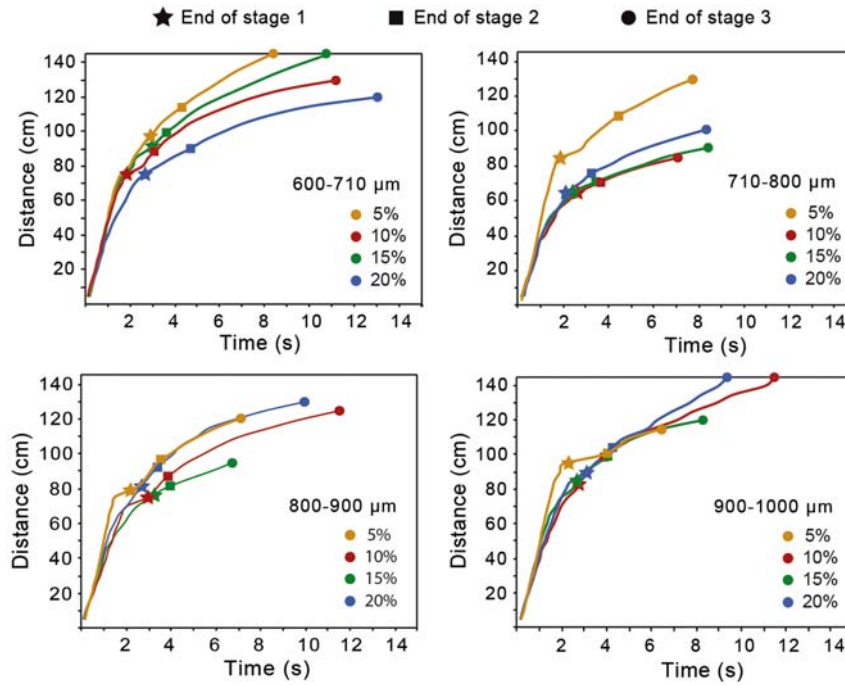 End of stage 1 End of stage 2 End of stage 3
Distance (cm)
140
120
100
80
60
40
20
600-710 µm
5%
10%
15%
20%
2 4 6 8 10 12 14
Time (s)
Distance (cm)
140
120
100
80
60
40
20
710-800 µm
5%
10%
15%
20%
2 4 6 8 10 12 14
Time (s)
Distance (cm)
140
120
100
80
60
40
20
800-900 µm
5%
10%
15%
20%
2 4 6 8 10 12 14
Time (s)
Distance (cm)
140
120
100
80
60
40
20
900-1000 µm
5%
10%
15%
20%
2 4 6 8 10 12 14
Time (s)